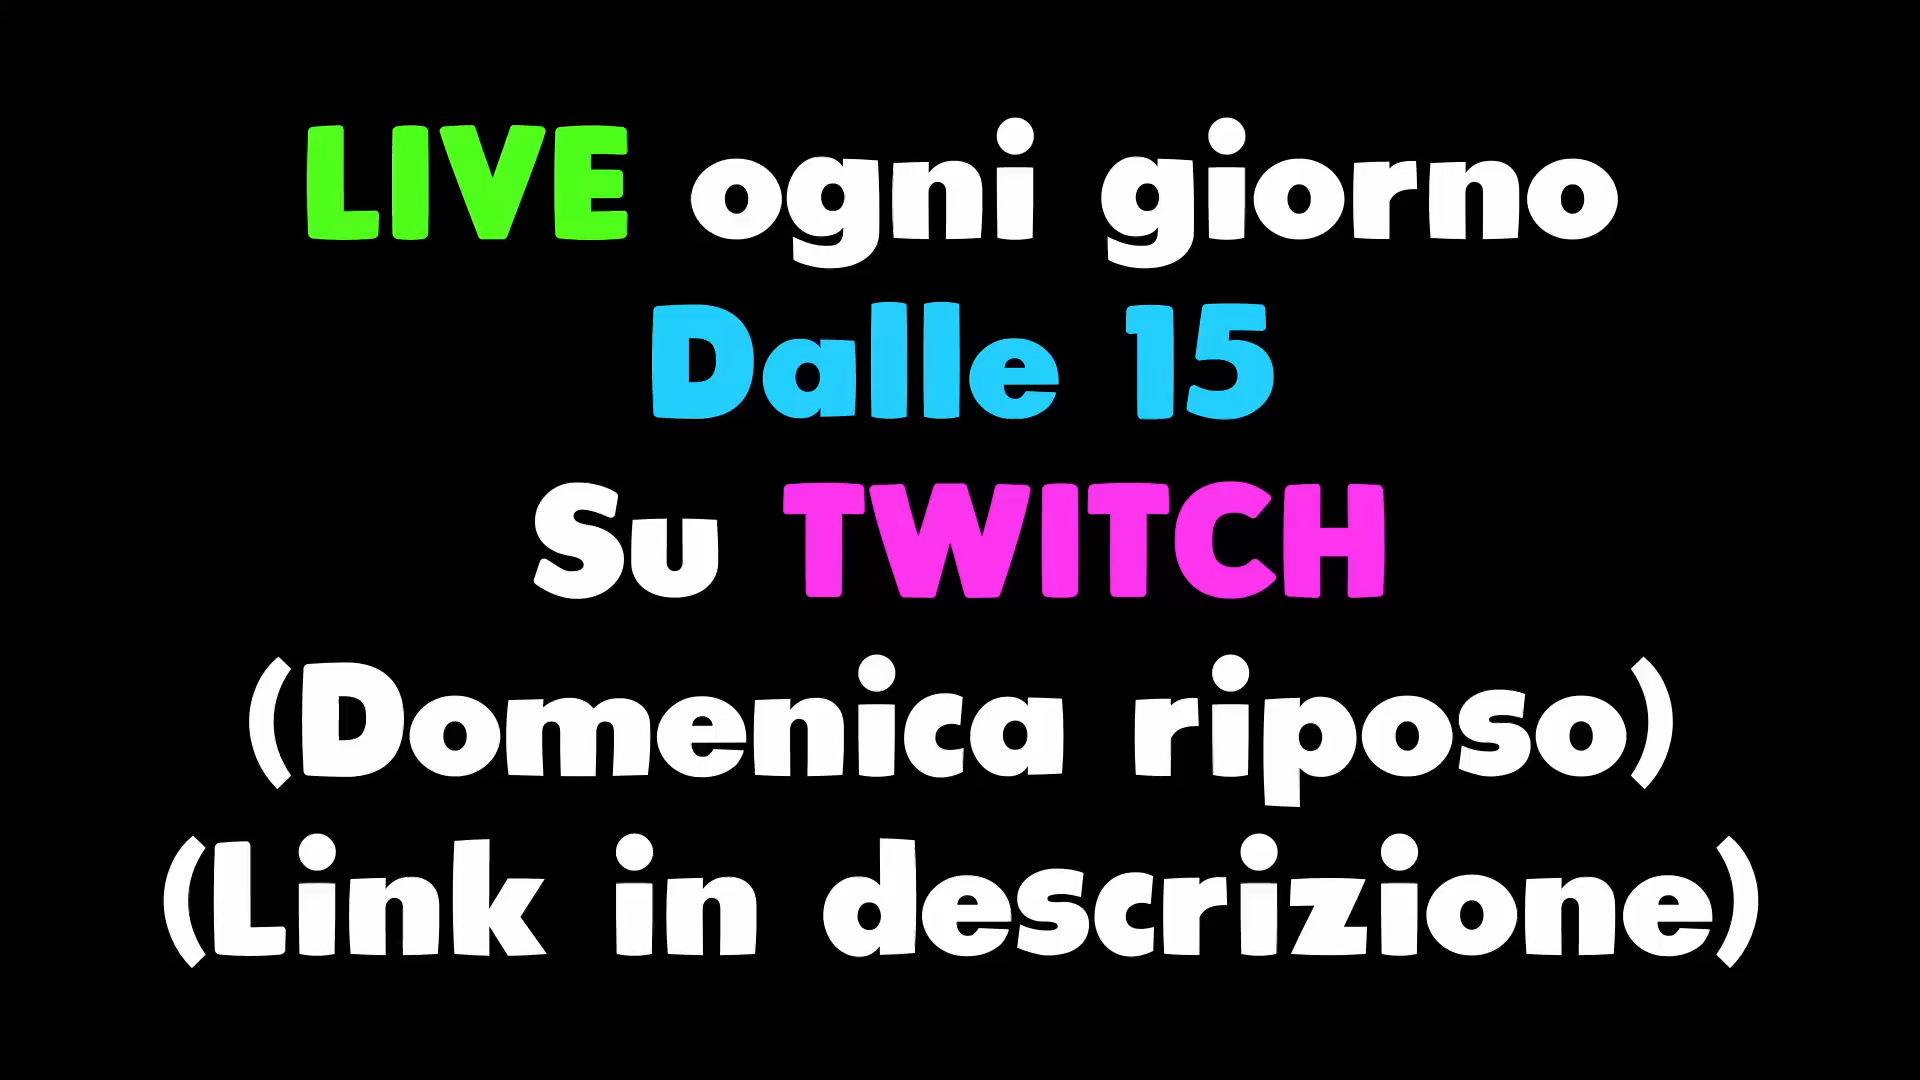 LIVE ogni giorno
Dalle 15
Su TWITCH
(Domenica riposo)
(Link in descrizione)